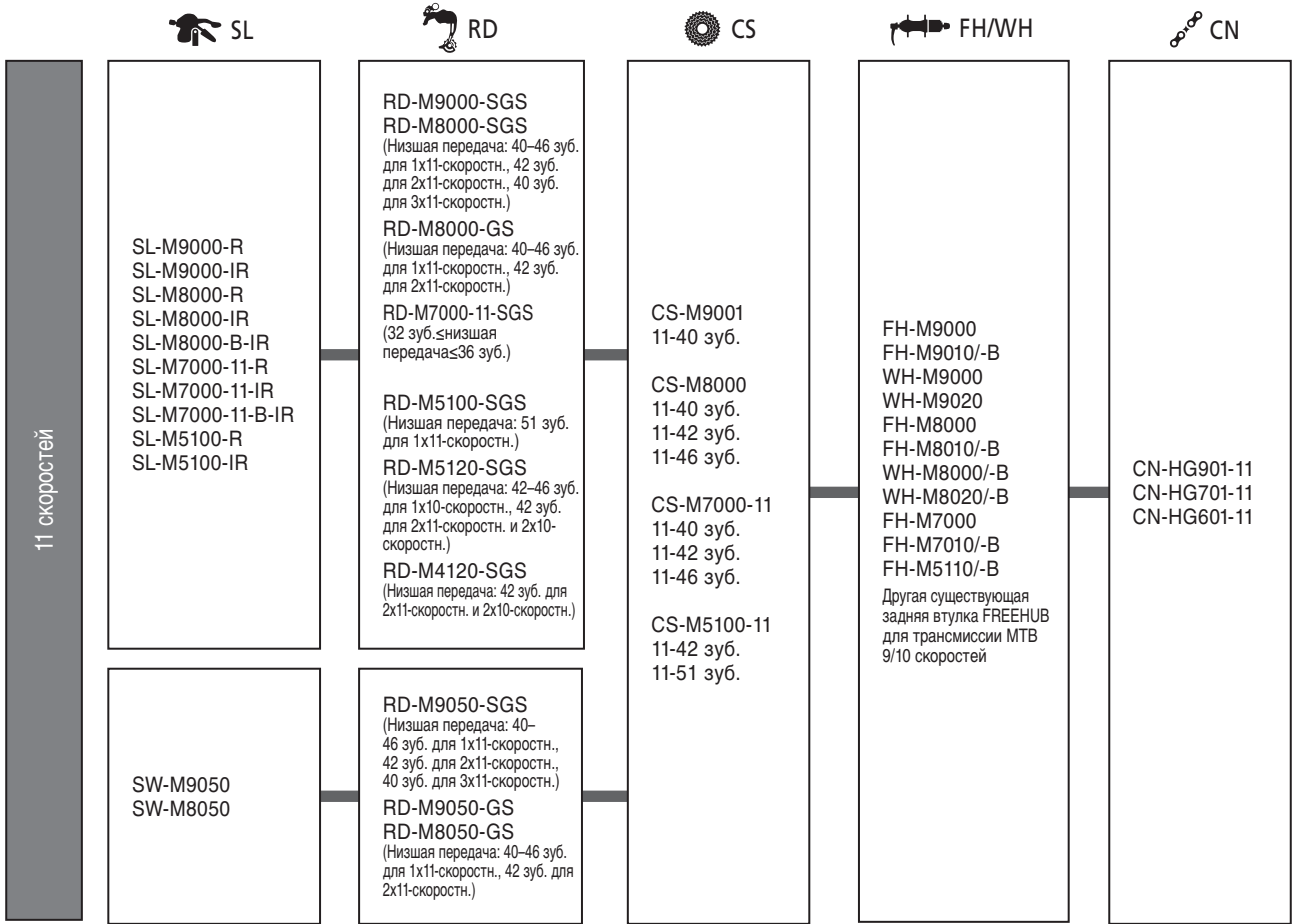 SL
RD
CS
FH/WH
CN
11 скоростей
SL-M9000-R
SL-M9000-IR
SL-M8000-R
SL-M8000-IR
SL-M8000-B-IR
SL-M7000-11-R
SL-M7000-11-IR
SL-M7000-11-B-IR
SL-M5100-R
SL-M5100-IR
RD-M9000-SGS
RD-M8000-SGS
(Низшая передача: 40–46 зуб.
для 1x11-скоростн., 42 зуб.
для 2x11-скоростн., 40 зуб.
для 3x11-скоростн.)
RD-M8000-GS
(Низшая передача: 40–46 зуб.
для 1x11-скоростн., 42 зуб.
для 2x11-скоростн.)
RD-M7000-11-SGS
(32 зуб.≤низшая
передача≤36 зуб.)
RD-M5100-SGS
(Низшая передача: 51 зуб.
для 1x11-скоростн.)
RD-M5120-SGS
(Низшая передача: 42–46 зуб.
для 1x10-скоростн., 42 зуб.
для 2x11-скоростн. и 2x10-
скоростн.)
RD-M4120-SGS
(Низшая передача: 42 зуб. для
2x11-скоростн. и 2x10-скоростн.)
SW-M9050
SW-M8050
RD-M9050-SGS
(Низшая передача: 40–
46 зуб. для 1x11-скоростн.,
42 зуб. для 2x11-скоростн.,
40 зуб. для 3x11-скоростн.)
RD-M9050-GS
RD-M8050-GS
(Низшая передача: 40–46 зуб.
для 1x11-скоростн., 42 зуб. для
2x11-скоростн.)
CS-M9001
11-40 зуб.
CS-M8000
11-40 зуб.
11-42 зуб.
11-46 зуб.
CS-M7000-11
11-40 зуб.
11-42 зуб.
11-46 зуб.
CS-M5100-11
11-42 зуб.
11-51 зуб.
FH-M9000
FH-M9010/-B
WH-M9000
WH-M9020
FH-M8000
FH-M8010/-B
WH-M8000/-B
WH-M8020/-B
FH-M7000
FH-M7010/-B
FH-M5110/-B
Другая существующая
задняя втулка FREEHUB
для трансмиссии МТВ
9/10 скоростей
CN-HG901-11
CN-HG701-11
CN-HG601-11